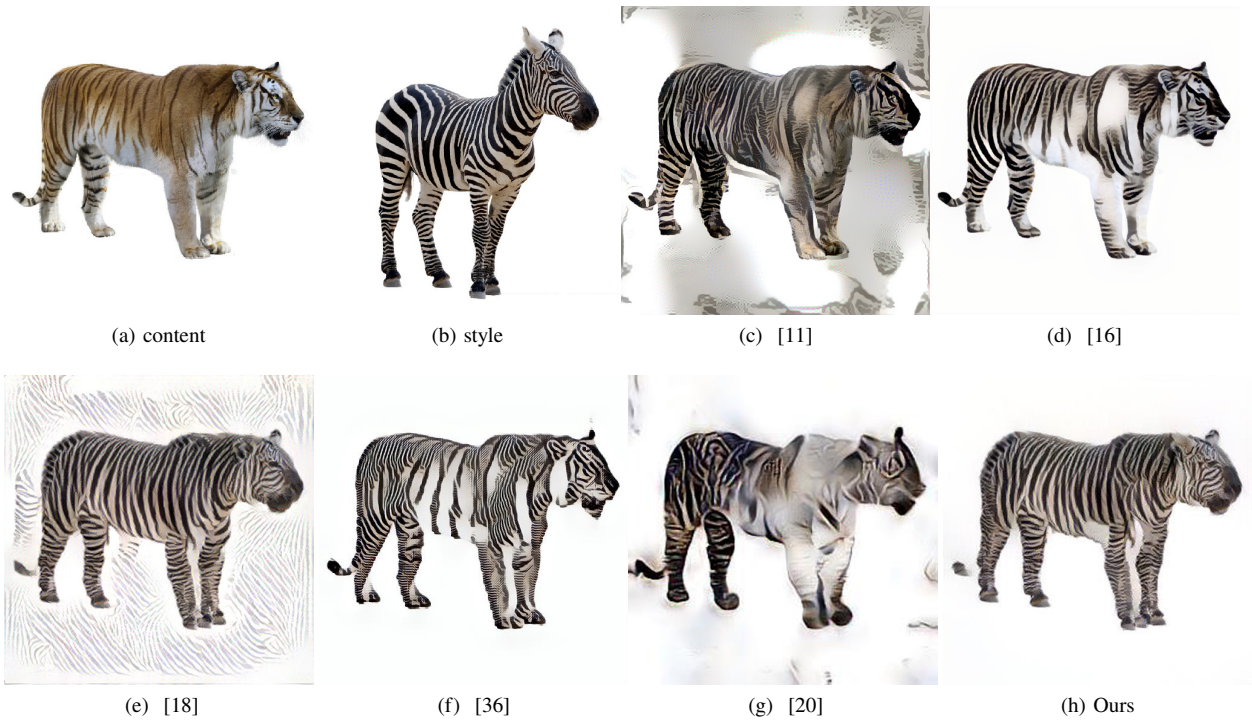 (a) content
(b) style
(c) [11]
(d) [16]
(e) [18]
(f) [36]
(g) [20]
(h) Ours